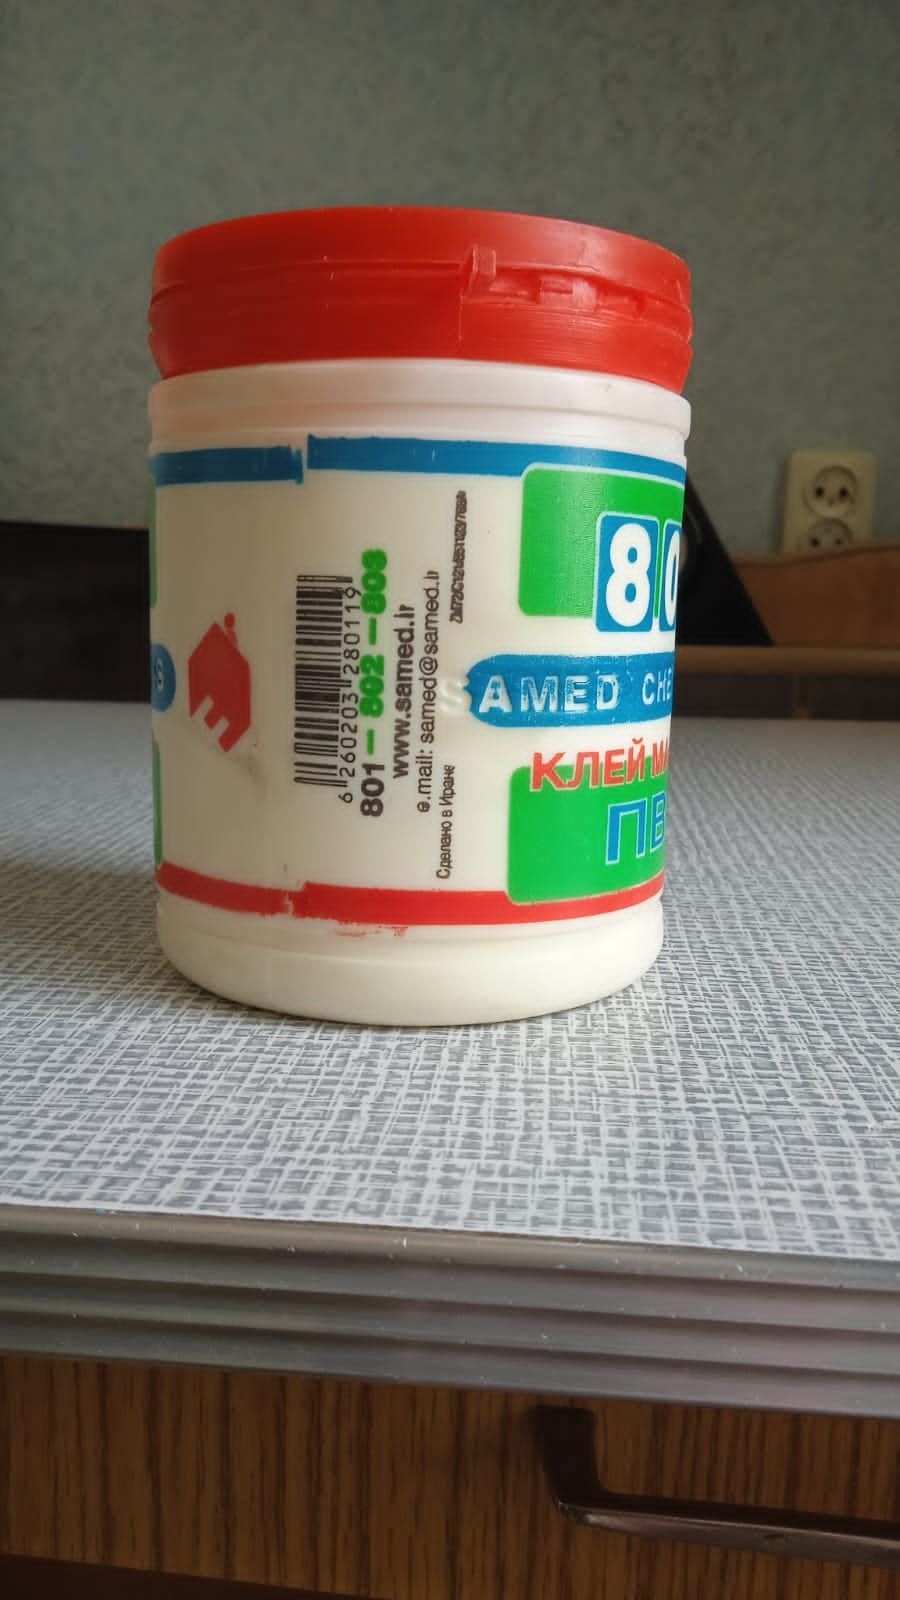 6 260203 280119
801 – 802 – 803
www.samed.ir
e.mail: samed@samed.ir
Сделано в Иране
80
SAMED CHE
КЛЕЙ МА
ПВ
S